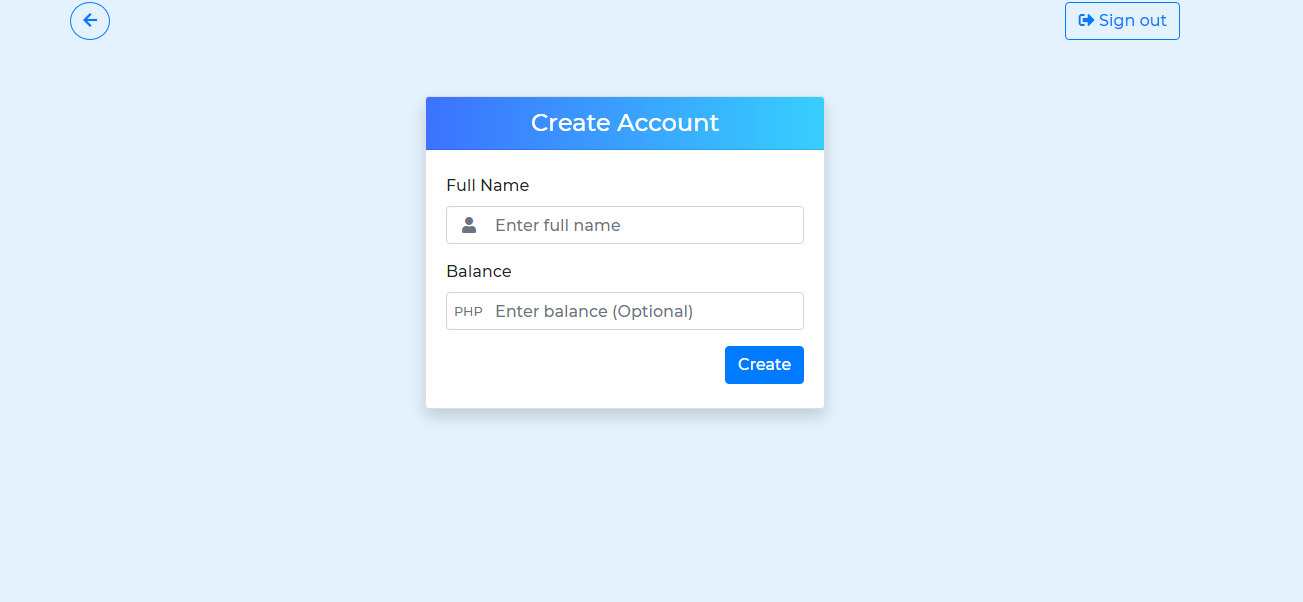 Sign out
Create Account
Full Name
Enter full name
Balance
PHP Enter balance (Optional)
Create